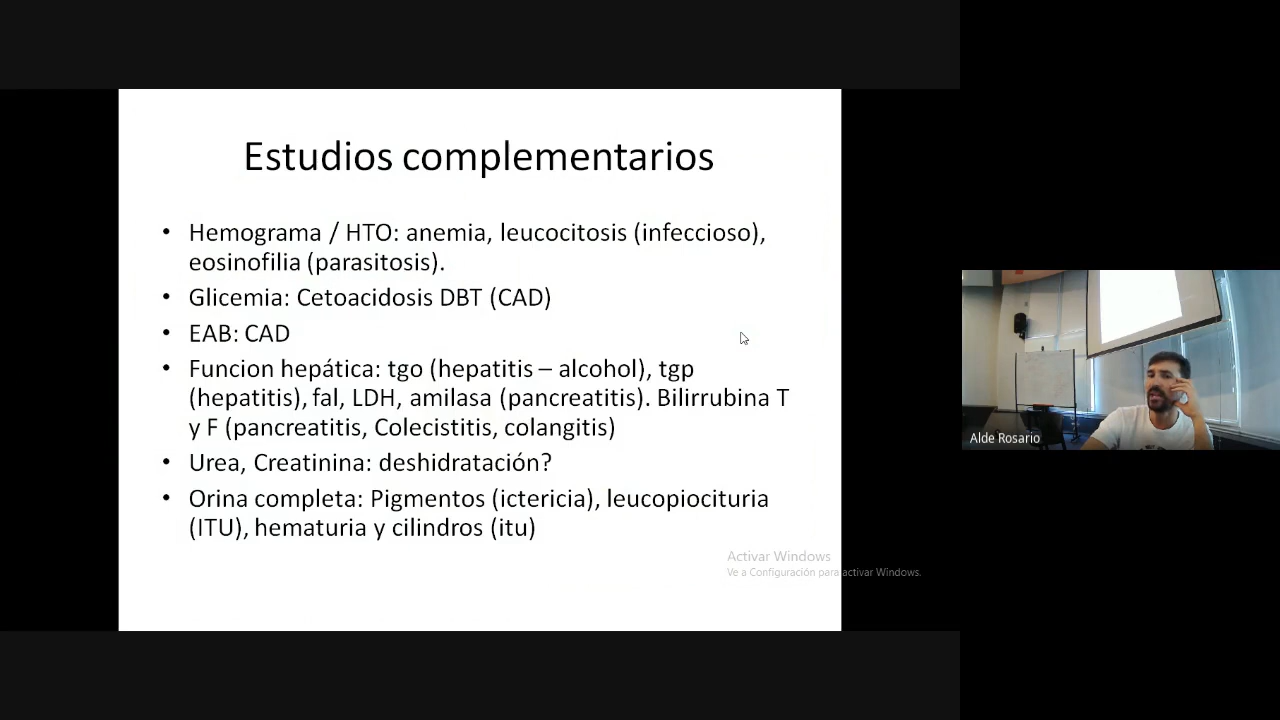 Estudios complementarios
• Hemograma / HTO: anemia, leucocitosis (infeccioso),
eosinofilia (parasitosis).
• Glicemia: Cetoacidosis DBT (CAD)
• EAB: CAD
• Funcion hepática: tgo (hepatitis – alcohol), tgp
(hepatitis), fal, LDH, amilasa (pancreatitis). Bilirrubina T
y F (pancreatitis, Colecistitis, colangitis)
• Urea, Creatinina: deshidratación?
• Orina completa: Pigmentos (ictericia), leucopiocituria
(ITU), hematuria y cilindros (itu)
Activar Windows
Ve a Configuración para activar Windows.
Alde Rosario